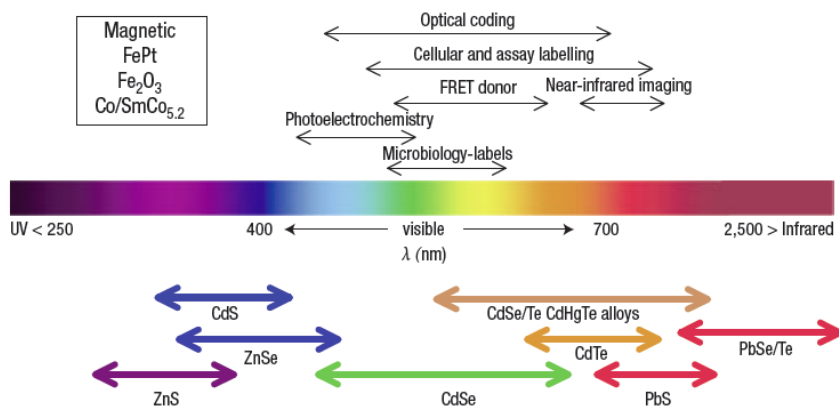 Magnetic
FePt
Fe₂O₃
Co/SmCo₅.₂
Optical coding
Cellular and assay labelling
FRET donor
Near-infrared imaging
Photoelectrochemistry
Microbiology-labels
UV < 250
400
visible
700
2,500 > Infrared
λ (nm)
CdS
CdSe/Te CdHgTe alloys
ZnSe
CdTe
PbSe/Te
ZnS
CdSe
PbS